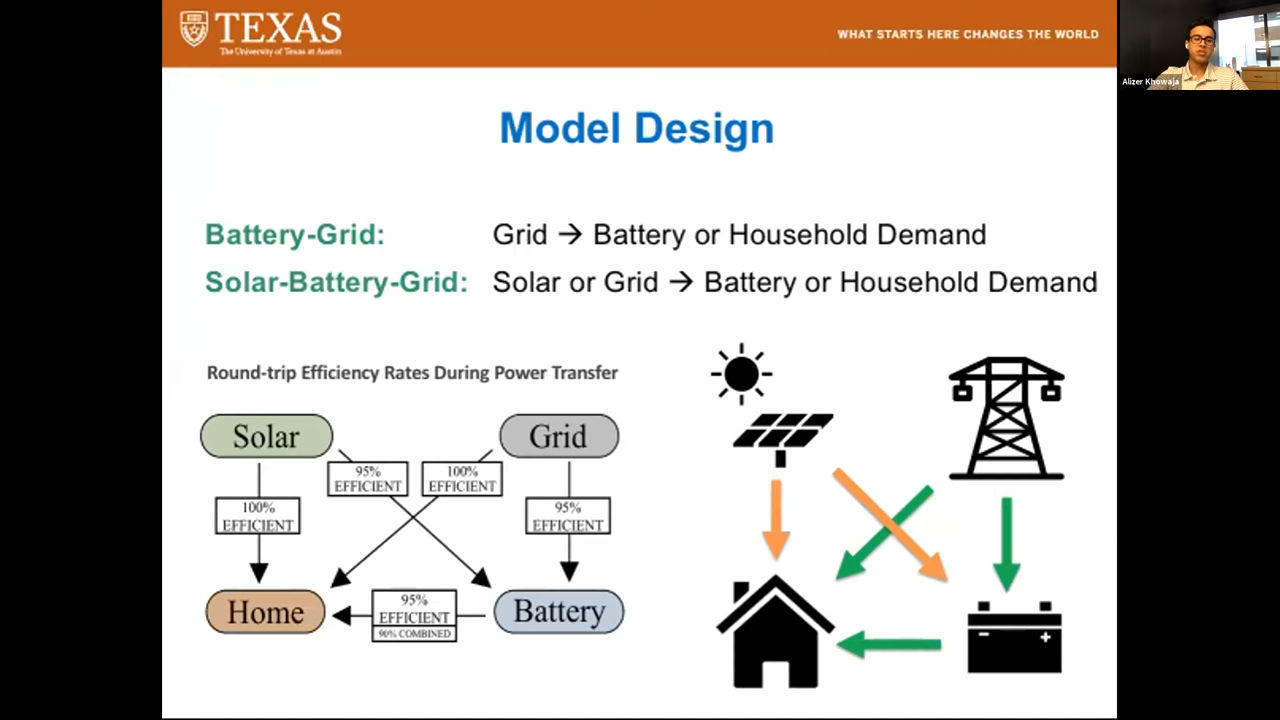 TEXAS
The University of Texas at Austin
WHAT STARTS HERE CHANGES THE WORLD
Alizer Khowaja
Model Design
Battery-Grid: Grid → Battery or Household Demand
Solar-Battery-Grid: Solar or Grid → Battery or Household Demand
Round-trip Efficiency Rates During Power Transfer
Solar
Grid
95%
EFFICIENT
100%
EFFICIENT
100%
EFFICIENT
95%
EFFICIENT
Home
95%
EFFICIENT
90% COMBINED
Battery
- +